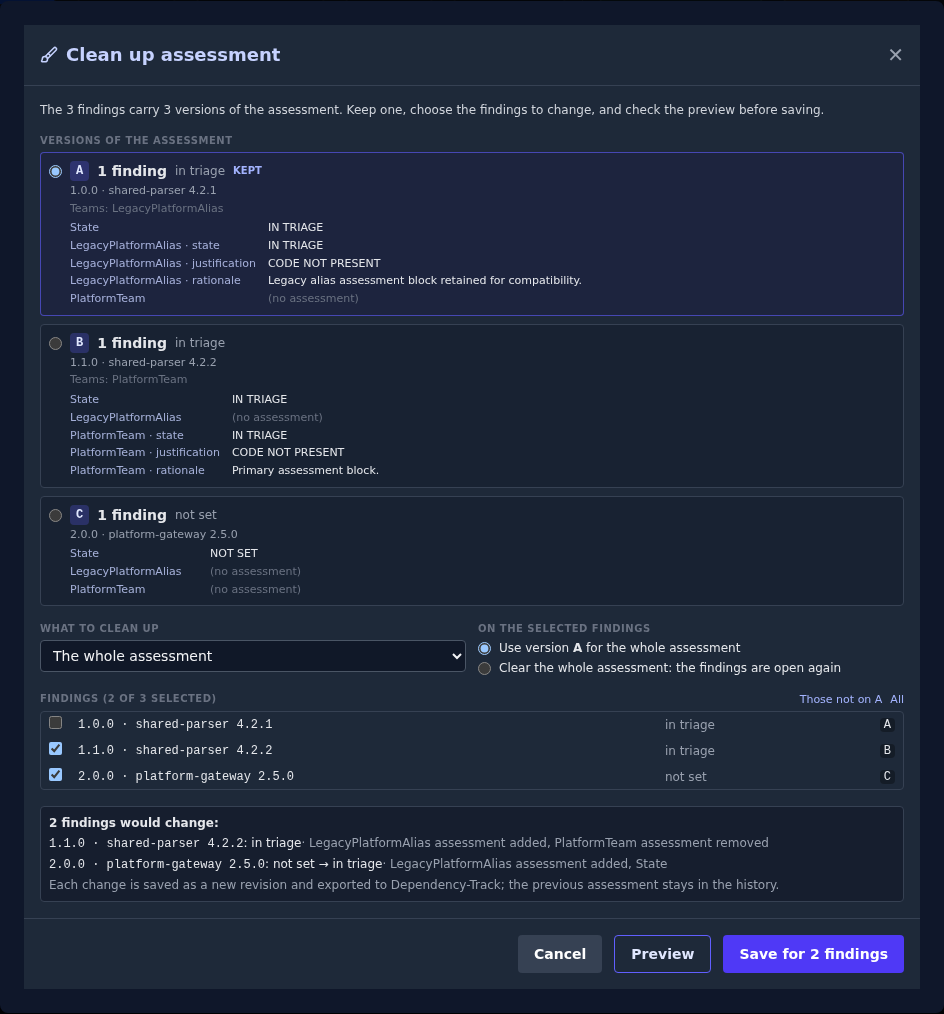 Clean up assessment
The 3 findings carry 3 versions of the assessment. Keep one, choose the findings to change, and check the preview before saving.
VERSIONS OF THE ASSESSMENT
A 1 finding in triage KEPT
1.0.0 · shared-parser 4.2.1
Teams: LegacyPlatformAlias
State IN TRIAGE
LegacyPlatformAlias · state IN TRIAGE
LegacyPlatformAlias · justification CODE NOT PRESENT
LegacyPlatformAlias · rationale Legacy alias assessment block retained for compatibility.
PlatformTeam (no assessment)
B 1 finding in triage
1.1.0 · shared-parser 4.2.2
Teams: PlatformTeam
State IN TRIAGE
LegacyPlatformAlias (no assessment)
PlatformTeam · state IN TRIAGE
PlatformTeam · justification CODE NOT PRESENT
PlatformTeam · rationale Primary assessment block.
C 1 finding not set
2.0.0 · platform-gateway 2.5.0
State NOT SET
LegacyPlatformAlias (no assessment)
PlatformTeam (no assessment)
WHAT TO CLEAN UP
The whole assessment
ON THE SELECTED FINDINGS
Use version A for the whole assessment
Clear the whole assessment: the findings are open again
FINDINGS (2 OF 3 SELECTED) Those not on A All
1.0.0 · shared-parser 4.2.1 in triage A
1.1.0 · shared-parser 4.2.2 in triage B
2.0.0 · platform-gateway 2.5.0 not set C
2 findings would change:
1.1.0 · shared-parser 4.2.2: in triage· LegacyPlatformAlias assessment added, PlatformTeam assessment removed
2.0.0 · platform-gateway 2.5.0: not set → in triage· LegacyPlatformAlias assessment added, State
Each change is saved as a new revision and exported to Dependency-Track; the previous assessment stays in the history.
Cancel Preview Save for 2 findings